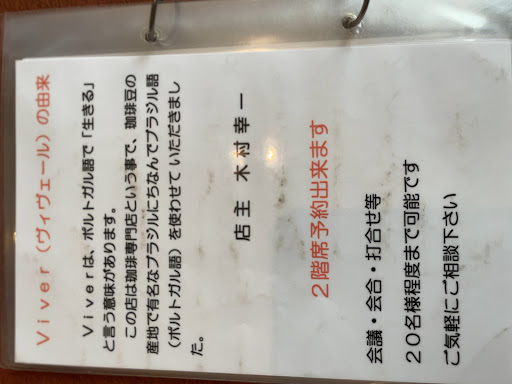 Viver（ヴィヴェール）の由来
Viverは、ポルトガル語で「生きる」
と言う意味があります。
この店は珈琲専門店という事で、珈琲豆の
産地で有名なブラジルにちなんでブラジル語
（ポルトガル語）を使わせていただきまし
た。
店主 木村幸一
２階席予約出来ます
会議・会合・打合せ等
２０名様程度まで可能です
ご気軽にご相談下さい